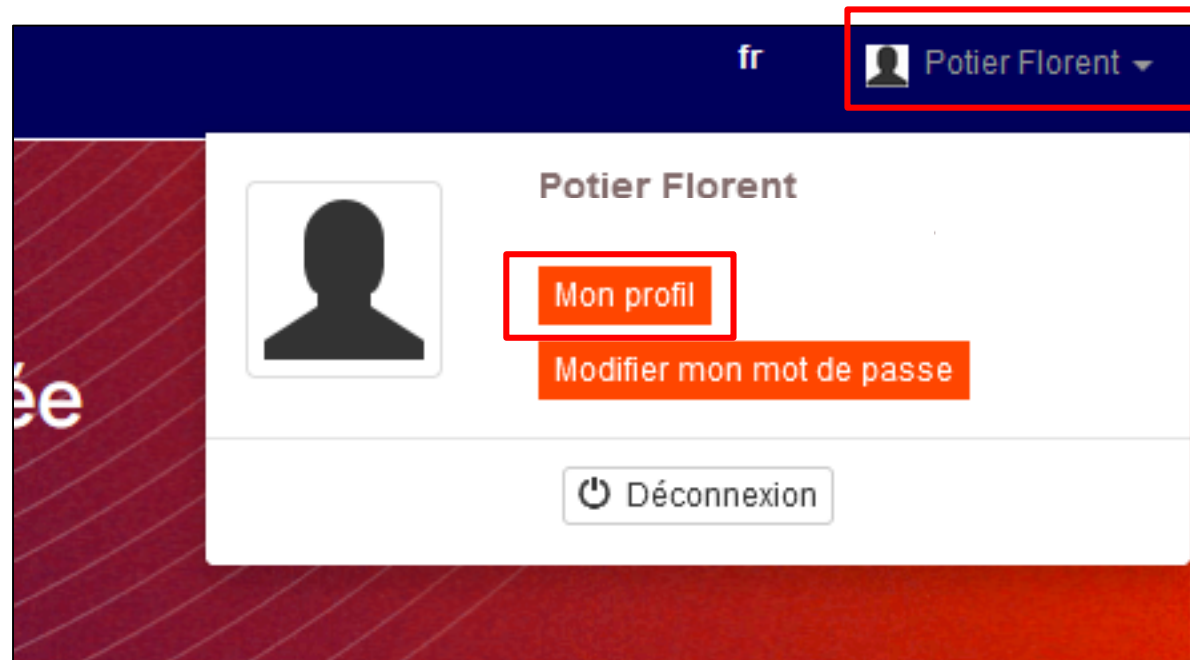 fr
Potier Florent
Potier Florent
Mon profil
Modifier mon mot de passe
ée
Déconnexion